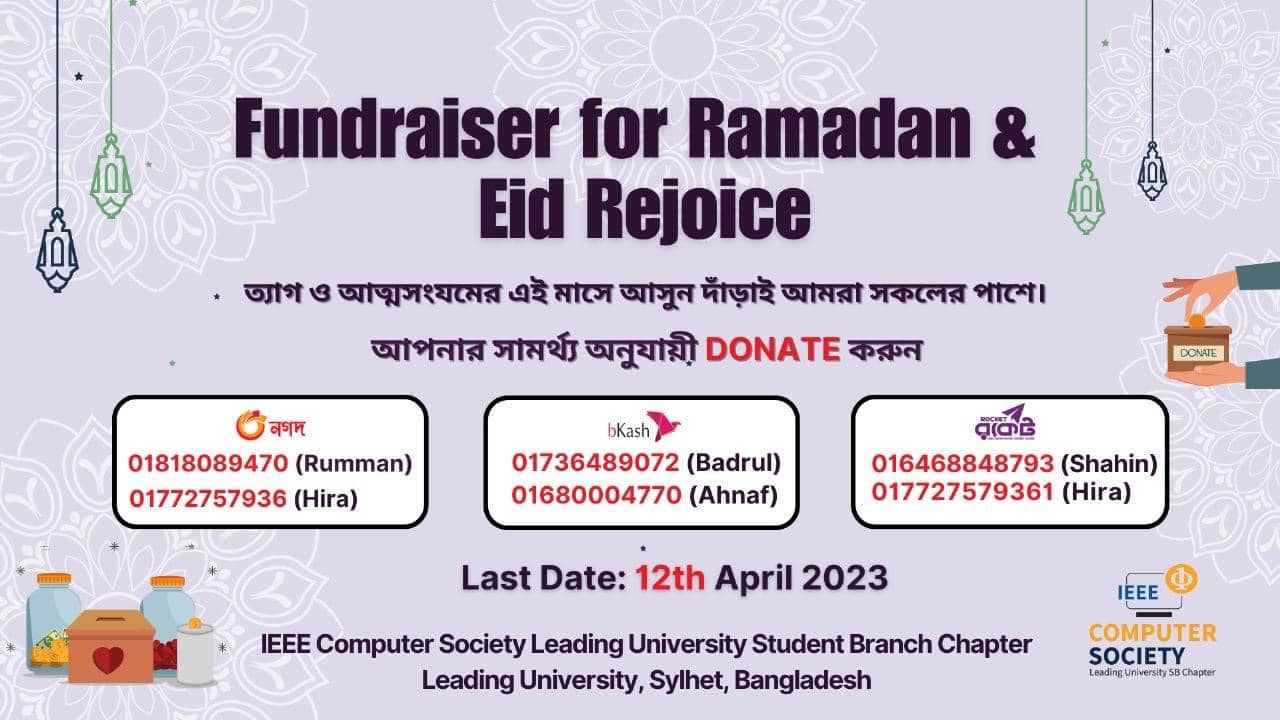 Fundraiser for Ramadan &
Eid Rejoice
ত্যাগ ও আত্মসংযমের এই মাসে আসুন দাঁড়াই আমরা সকলের পাশে।
আপনার সামর্থ্য অনুযায়ী DONATE করুন
DONATE
নগদ
01818089470 (Rumman)
01772757936 (Hira)
bKash
01736489072 (Badrul)
01680004770 (Ahnaf)
ROCKET
রকেট
016468848793 (Shahin)
017727579361 (Hira)
Last Date: 12th April 2023
IEEE Computer Society Leading University Student Branch Chapter
Leading University, Sylhet, Bangladesh
IEEE
COMPUTER
SOCIETY
Leading University SB Chapter